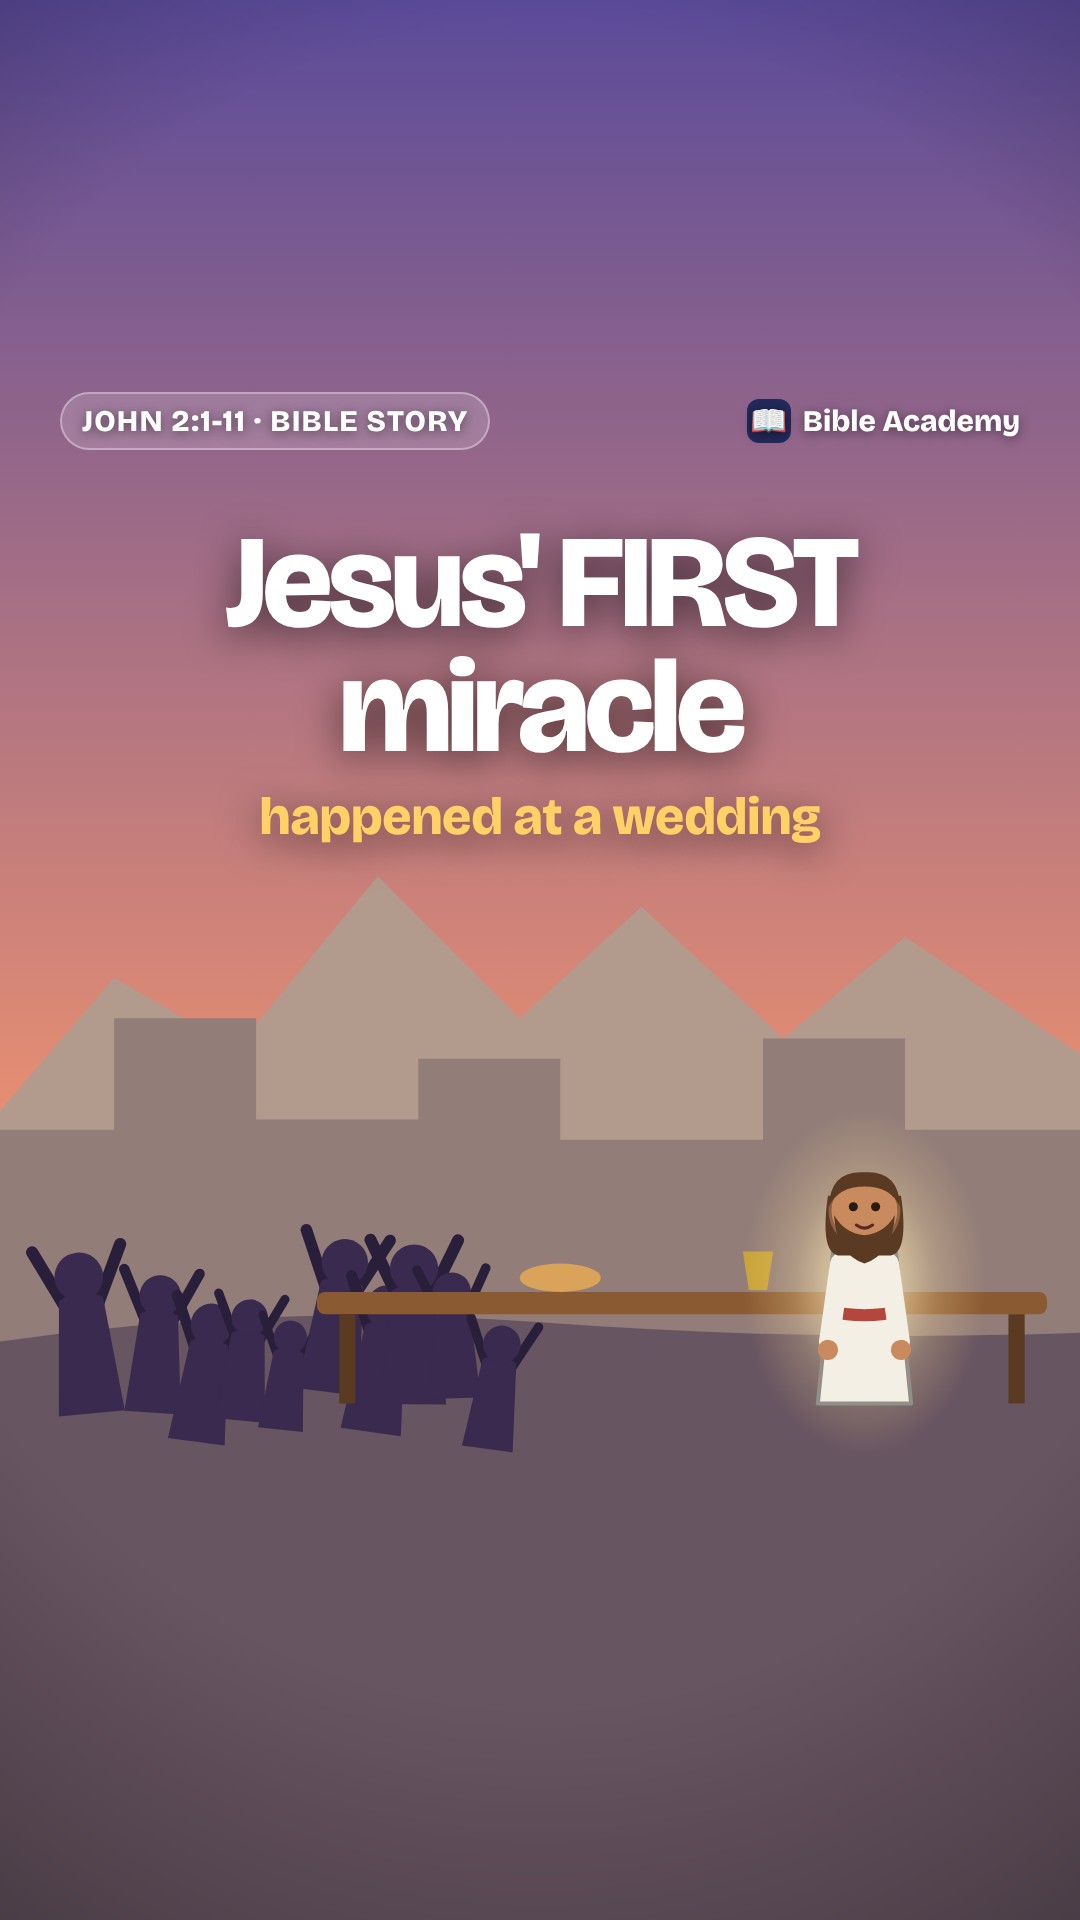 JOHN 2:1-11 · BIBLE STORY
Bible Academy
Jesus' FIRST
miracle
happened at a wedding